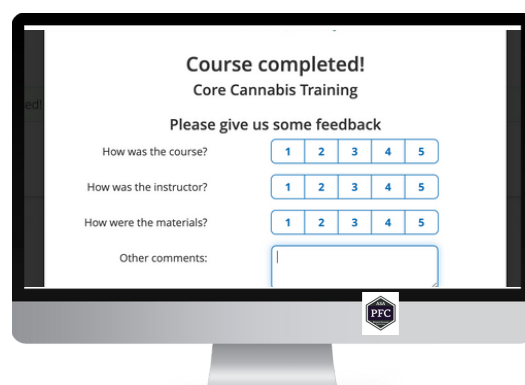 ed!
Course completed!
Core Cannabis Training
Please give us some feedback
How was the course? 1 2 3 4 5
How was the instructor? 1 2 3 4 5
How were the materials? 1 2 3 4 5
Other comments:
ASA
PFC